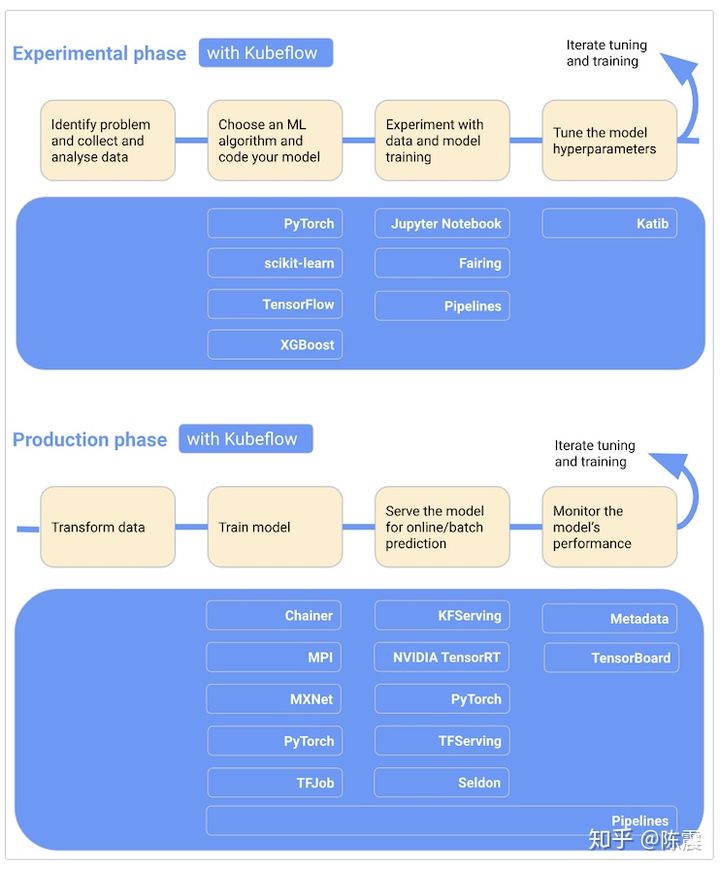 Experimental phase with Kubeflow
Iterate tuning
and training
Identify problem
and collect and
analyse data
Choose an ML
algorithm and
code your model
Experiment with
data and model
training
Tune the model
hyperparameters
PyTorch
scikit-learn
TensorFlow
XGBoost
Jupyter Notebook
Fairing
Pipelines
Katib
Production phase with Kubeflow
Iterate tuning
and training
Transform data
Train model
Serve the model
for online/batch
prediction
Monitor the
model's
performance
Chainer
MPI
MXNet
PyTorch
TFJob
KFServing
NVIDIA TensorRT
PyTorch
TFServing
Seldon
Metadata
TensorBoard
Pipelines
知乎 @陈震